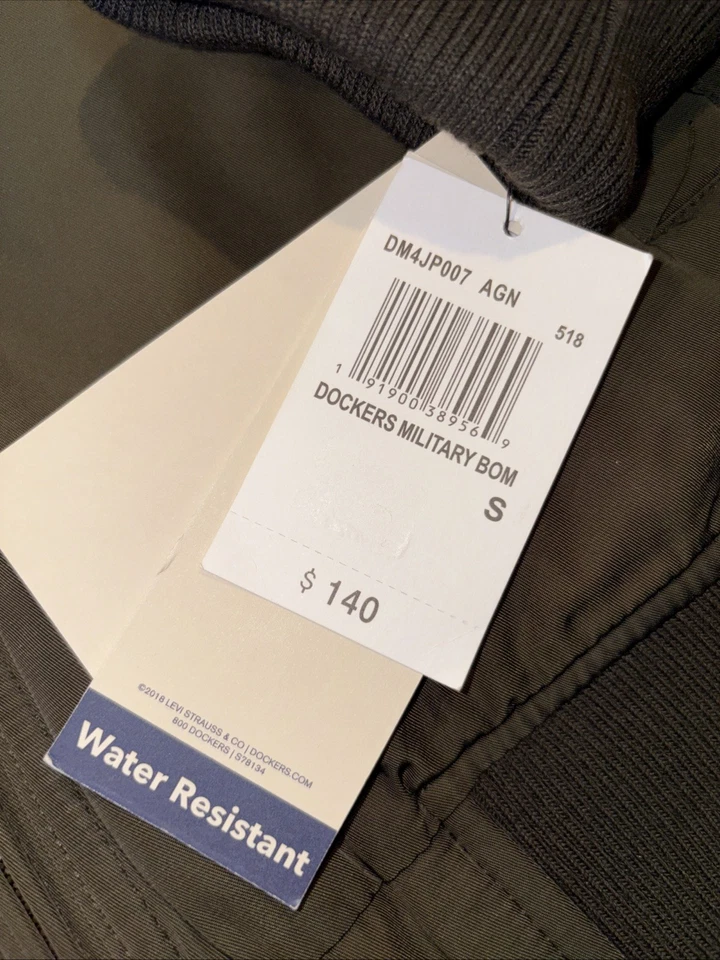 DM4JP007 AGN
518
1 91900 38956 9
DOCKERS MILITARY BOM
S
$ 140
©2018 LEVI STRAUSS & CO | DOCKERS.COM
800 DOCKERS | S78134
Water Resistant